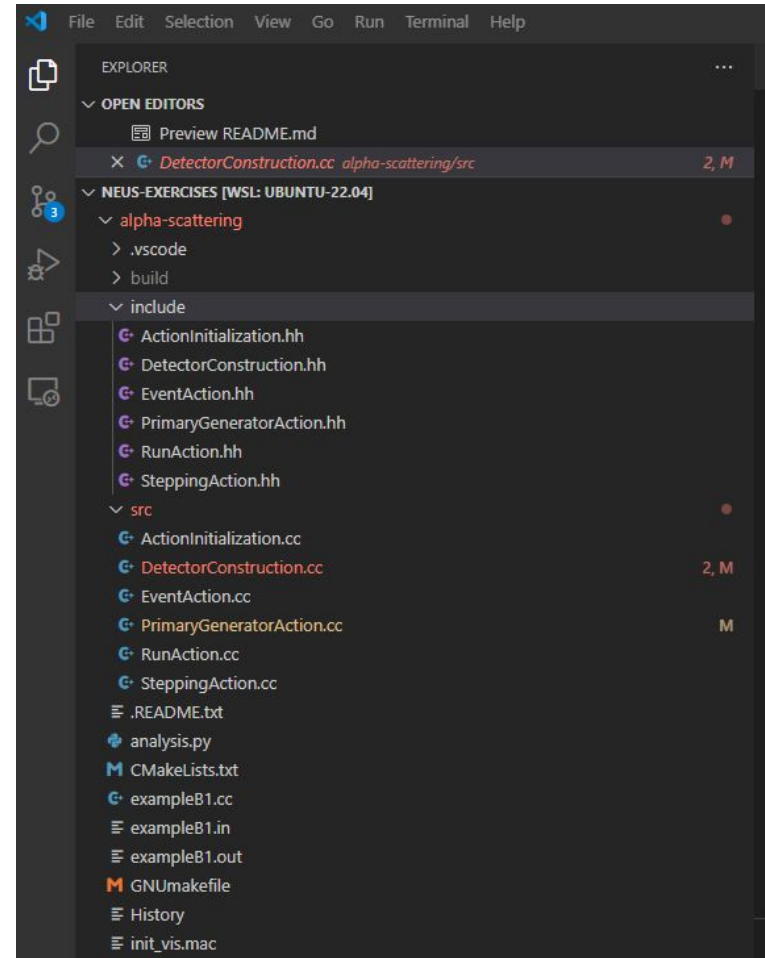 File Edit Selection View Go Run Terminal Help
EXPLORER
OPEN EDITORS
Preview README.md
DetectorConstruction.cc alpha-scattering/src 2, M
NEUS-EXERCISES [WSL: UBUNTU-22.04]
3
alpha-scattering
.vscode
build
include
ActionInitialization.hh
DetectorConstruction.hh
EventAction.hh
PrimaryGeneratorAction.hh
RunAction.hh
SteppingAction.hh
src
ActionInitialization.cc
DetectorConstruction.cc 2, M
EventAction.cc
PrimaryGeneratorAction.cc M
RunAction.cc
SteppingAction.cc
.README.txt
analysis.py
CMakeLists.txt
exampleB1.cc
exampleB1.in
exampleB1.out
GNUmakefile
History
init_vis.mac